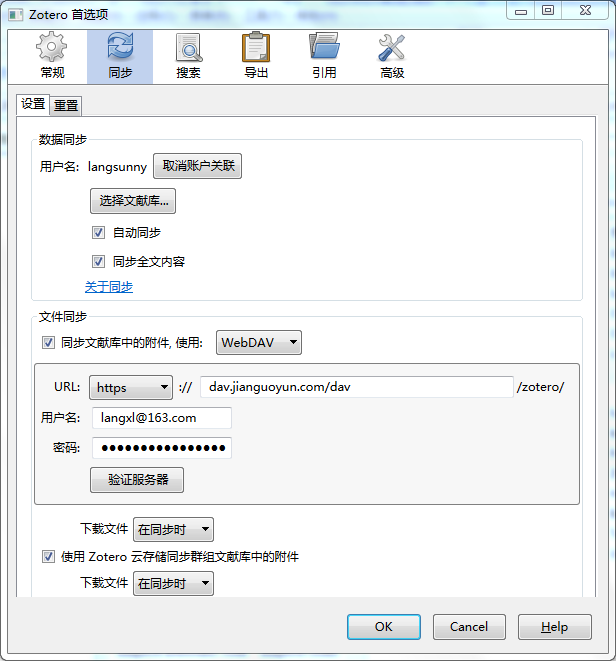 Zotero 首选项
常规 同步 搜索 导出 引用 高级
设置 重置
数据同步
用户名: langsunny 取消账户关联
选择文献库...
自动同步
同步全文内容
关于同步
文件同步
同步文献库中的附件, 使用: WebDAV
URL: https :// dav.jianguoyun.com/dav /zotero/
用户名: langxl@163.com
密码: ●●●●●●●●●●●●●●●●
验证服务器
下载文件 在同步时
使用 Zotero 云存储同步群组文献库中的附件
下载文件 在同步时
OK Cancel Help